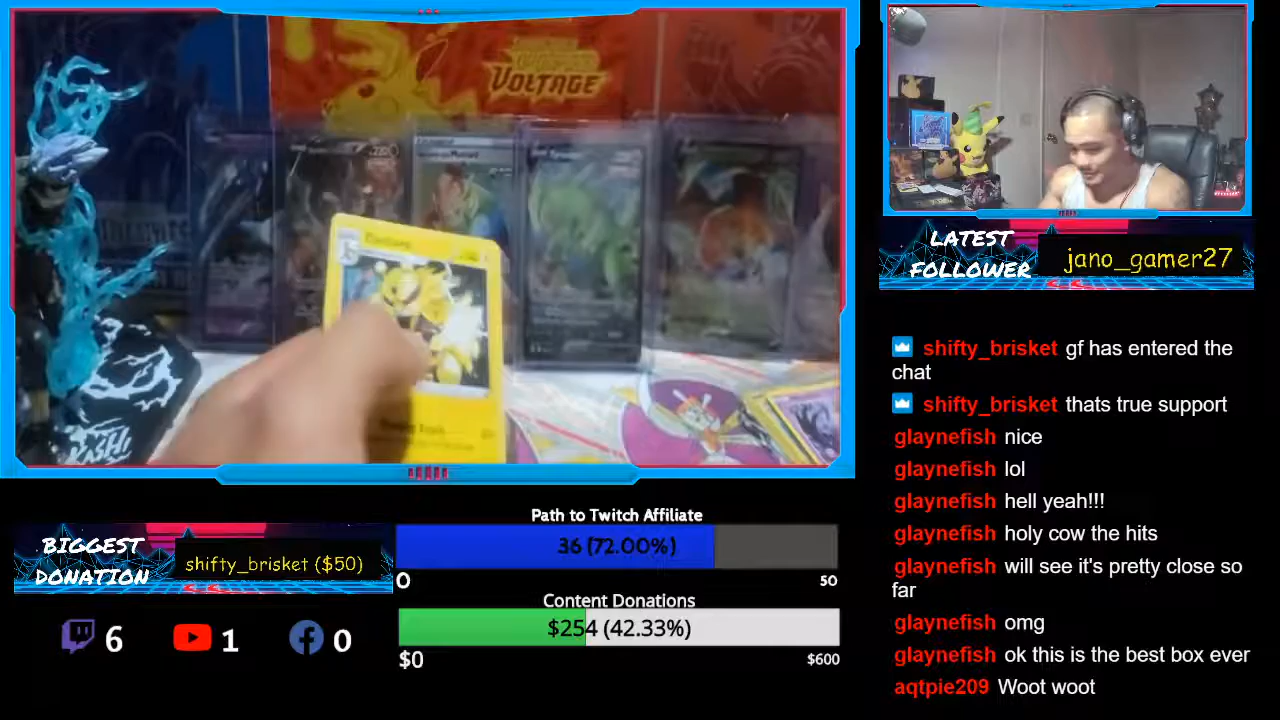 VOLTAGE
LATEST
FOLLOWER
jano_gamer27
shifty_brisket gf has entered the
chat
shifty_brisket thats true support
glaynefish nice
glaynefish lol
glaynefish hell yeah!!!
glaynefish holy cow the hits
glaynefish will see it's pretty close so
far
glaynefish omg
glaynefish ok this is the best box ever
aqtpie209 Woot woot
BIGGEST
DONATION
shifty_brisket ($50)
6
1
0
Path to Twitch Affiliate
36 (72.00%)
0
50
Content Donations
$254 (42.33%)
$0
$600